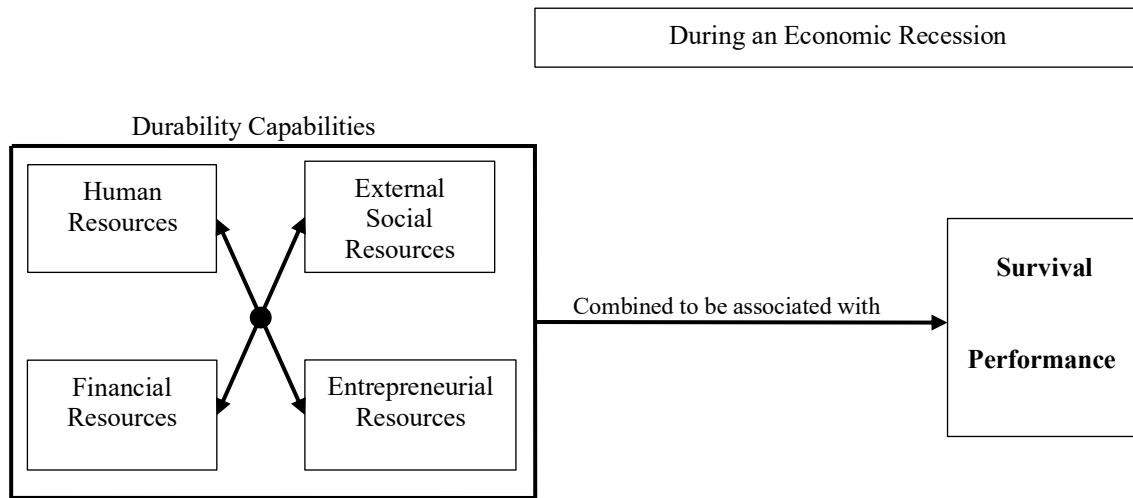 During an Economic Recession
Durability Capabilities
Human
Resources
External
Social
Resources
Financial
Resources
Entrepreneurial
Resources
Combined to be associated with
Survival
Performance